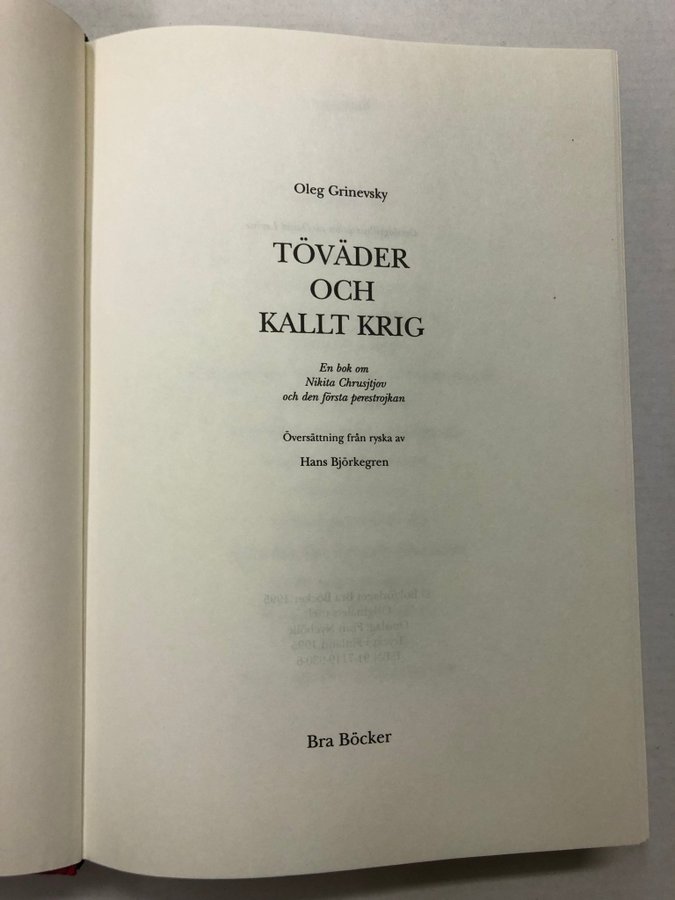 Oleg Grinevsky
TÖVÄDER
OCH
KALLT KRIG
En bok om
Nikita Chrusjtjov
och den första perestrojkan
Översättning från ryska av
Hans Björkegren
Bra Böcker